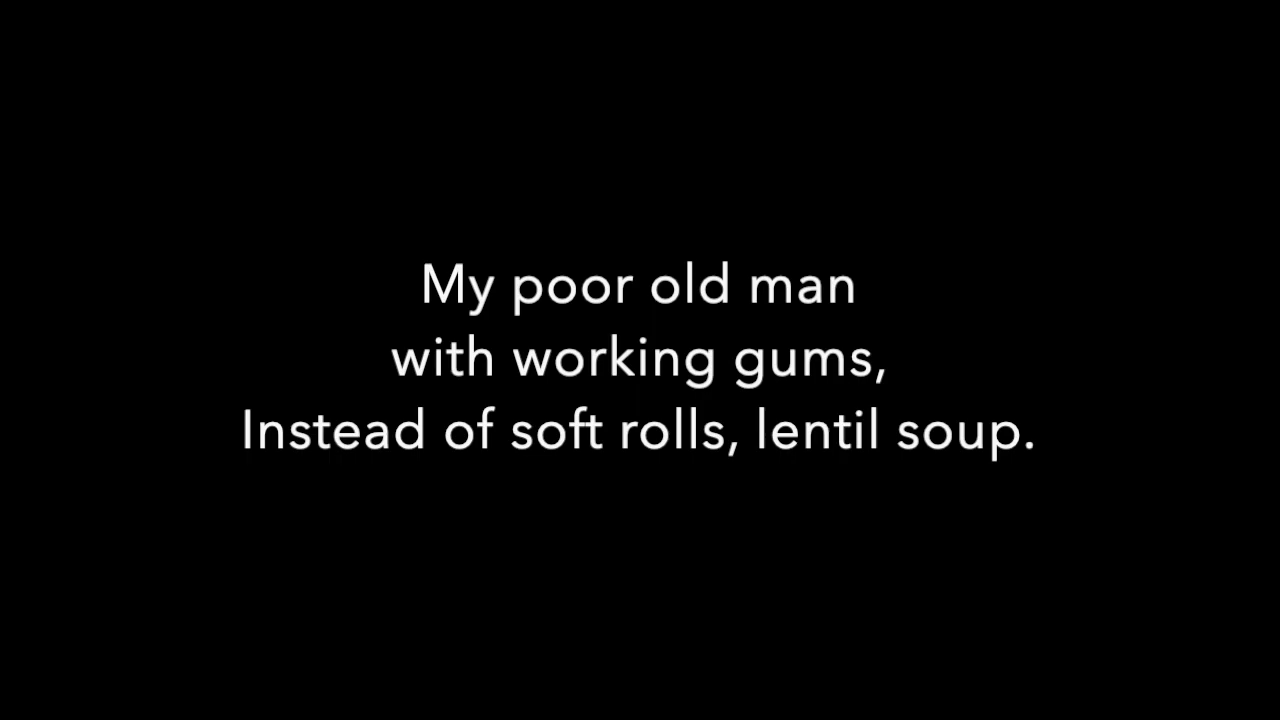 My poor old man
with working gums,
Instead of soft rolls, lentil soup.